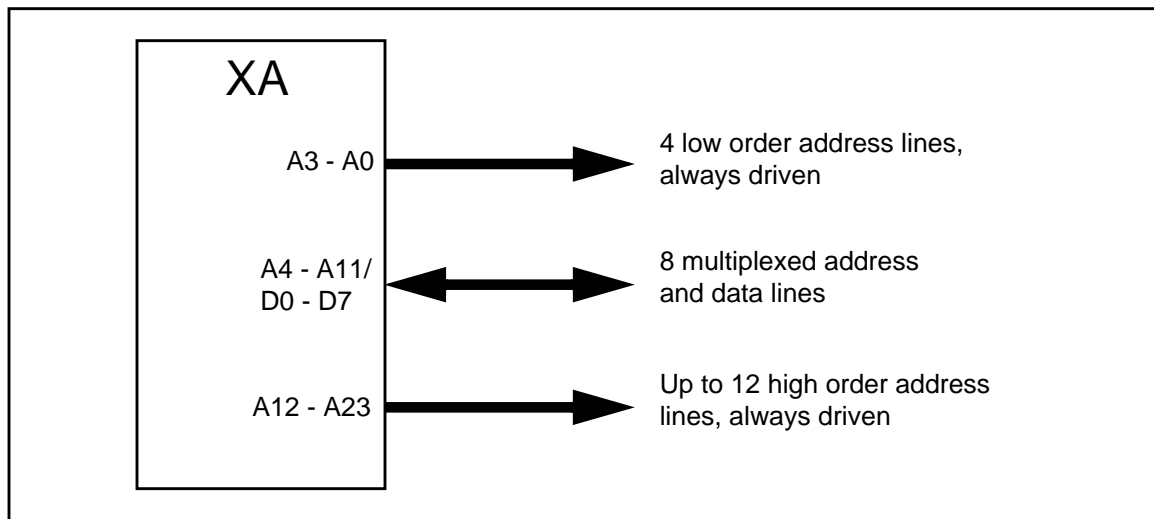 XA
A3 - A0
4 low order address lines,
always driven
A4 - A11/
D0 - D7
8 multiplexed address
and data lines
A12 - A23
Up to 12 high order address
lines, always driven